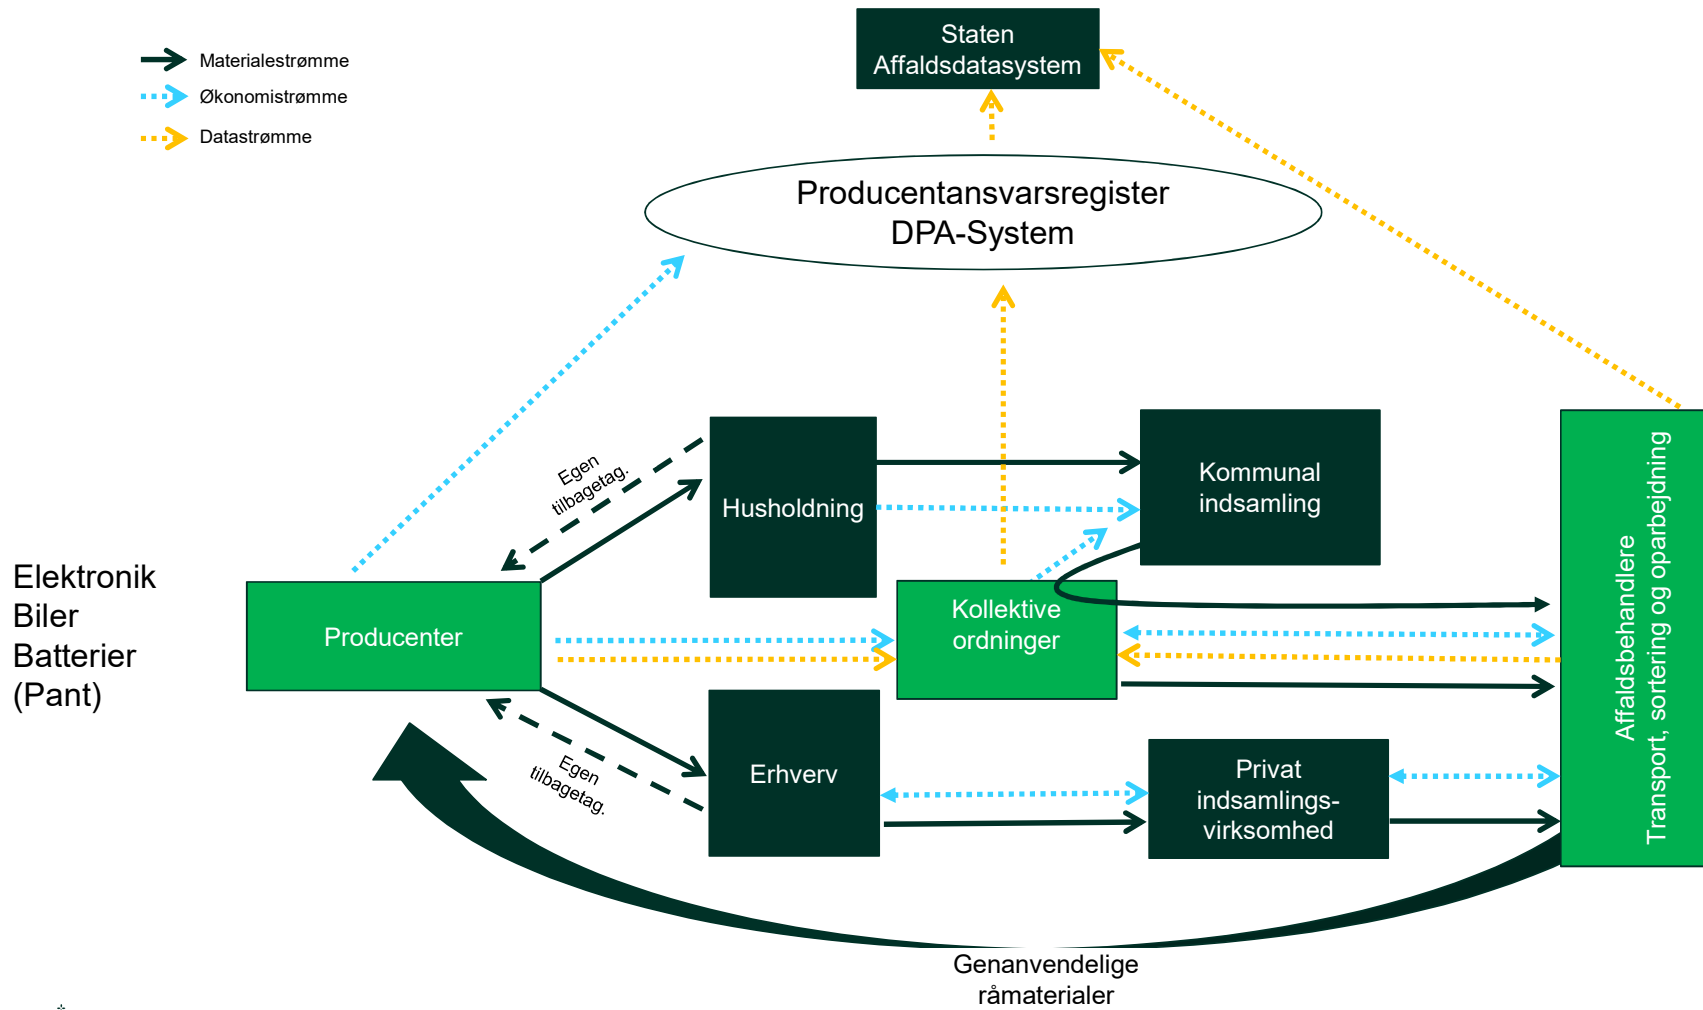 Staten
Affaldsdatasystem
Materialestrømme
Økonomistrømme
Datastrømme
Producentansvarsregister
DPA-System
Egen
tilbagetag.
Husholdning
Kommunal
indsamling
Elektronik
Biler
Batterier
(Pant)
Producenter
Kollektive
ordninger
Affaldsbehandlere
Transport, sortering og oparbejdning
Egen
tilbagetag.
Erhverv
Privat
indsamlings-
virksomhed
Genanvendelige
råmaterialer